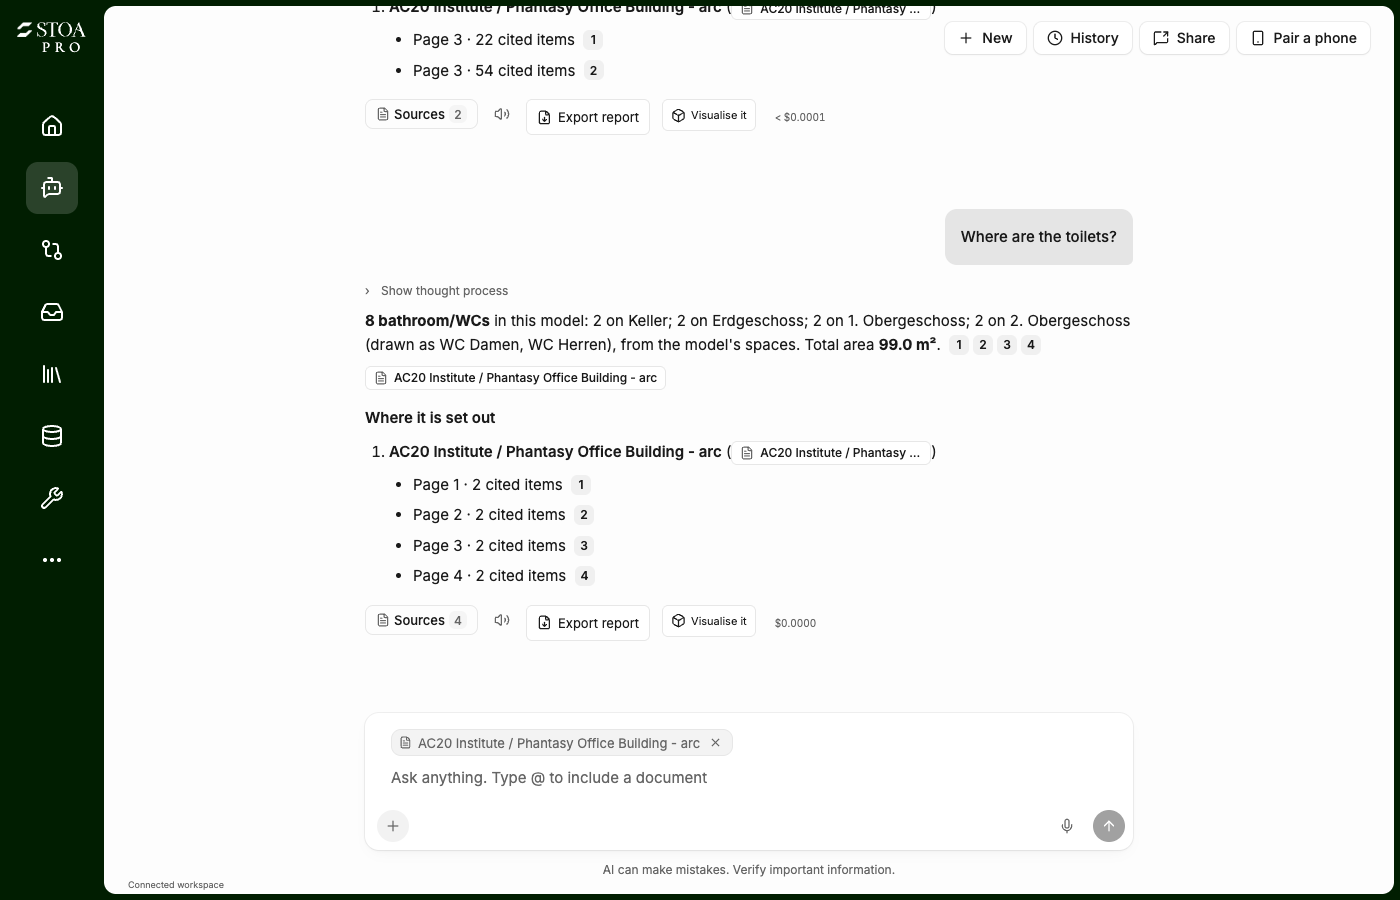 STOA
PRO
1. AC20 Institute / Phantasy Office Building - arc ( AC20 Institute / Phantasy ... )
• Page 3 · 22 cited items 1
• Page 3 · 54 cited items 2
New
History
Share
Pair a phone
Sources 2
Export report
Visualise it
< $0.0001
Where are the toilets?
Show thought process
8 bathroom/WCs in this model: 2 on Keller; 2 on Erdgeschoss; 2 on 1. Obergeschoss; 2 on 2. Obergeschoss
(drawn as WC Damen, WC Herren), from the model's spaces. Total area 99.0 m². 1 2 3 4
AC20 Institute / Phantasy Office Building - arc
Where it is set out
1. AC20 Institute / Phantasy Office Building - arc ( AC20 Institute / Phantasy ... )
• Page 1 · 2 cited items 1
• Page 2 · 2 cited items 2
• Page 3 · 2 cited items 3
• Page 4 · 2 cited items 4
Sources 4
Export report
Visualise it
$0.0000
AC20 Institute / Phantasy Office Building - arc
Ask anything. Type @ to include a document
AI can make mistakes. Verify important information.
Connected workspace